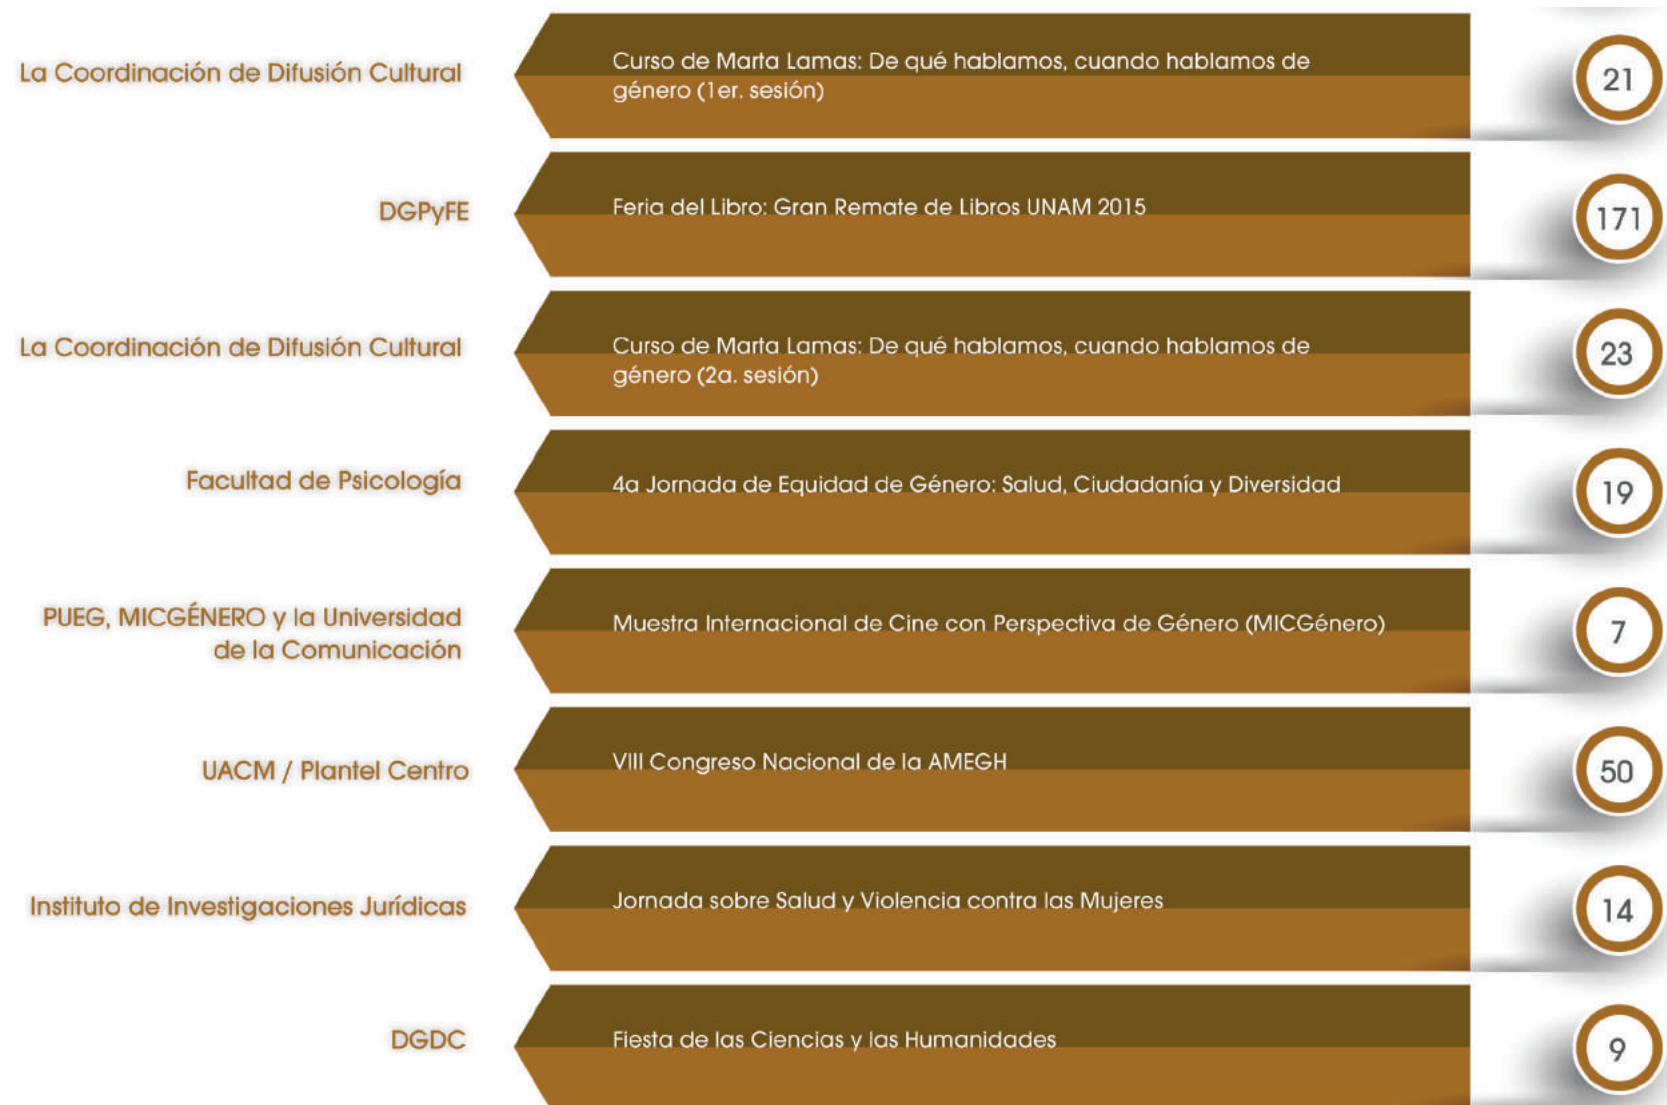 La Coordinación de Difusión Cultural
Curso de Marta Lamas: De qué hablamos, cuando hablamos de
género (1er. sesión)
21
DGPyFE
Feria del Libro: Gran Remate de Libros UNAM 2015
171
La Coordinación de Difusión Cultural
Curso de Marta Lamas: De qué hablamos, cuando hablamos de
género (2a. sesión)
23
Facultad de Psicología
4a Jornada de Equidad de Género: Salud, Ciudadanía y Diversidad
19
PUEG, MICGÉNERO y la Universidad
de la Comunicación
Muestra Internacional de Cine con Perspectiva de Género (MICGénero)
7
UACM / Plantel Centro
VIII Congreso Nacional de la AMEGH
50
Instituto de Investigaciones Jurídicas
Jornada sobre Salud y Violencia contra las Mujeres
14
DGDC
Fiesta de las Ciencias y las Humanidades
9